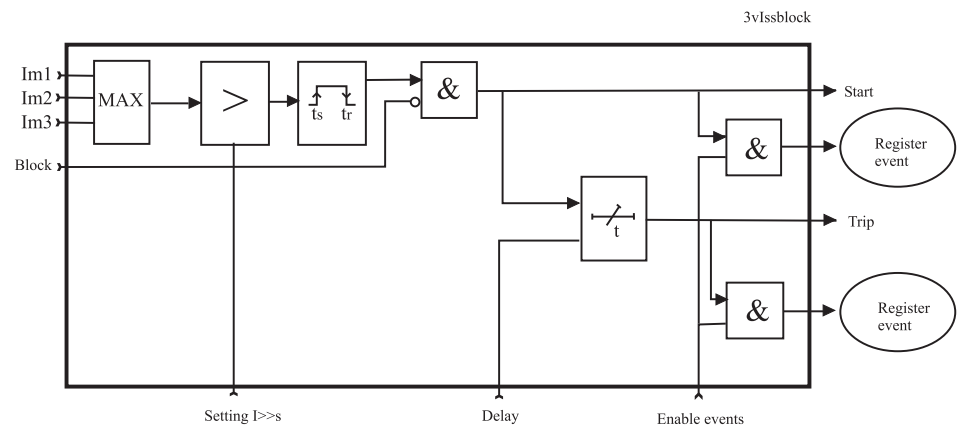 3vIssblock
Im1
Im2
Im3
MAX
>
ts tr
&
Start
Block
&
Register
event
t
Trip
&
Register
event
Setting I>>s
Delay
Enable events